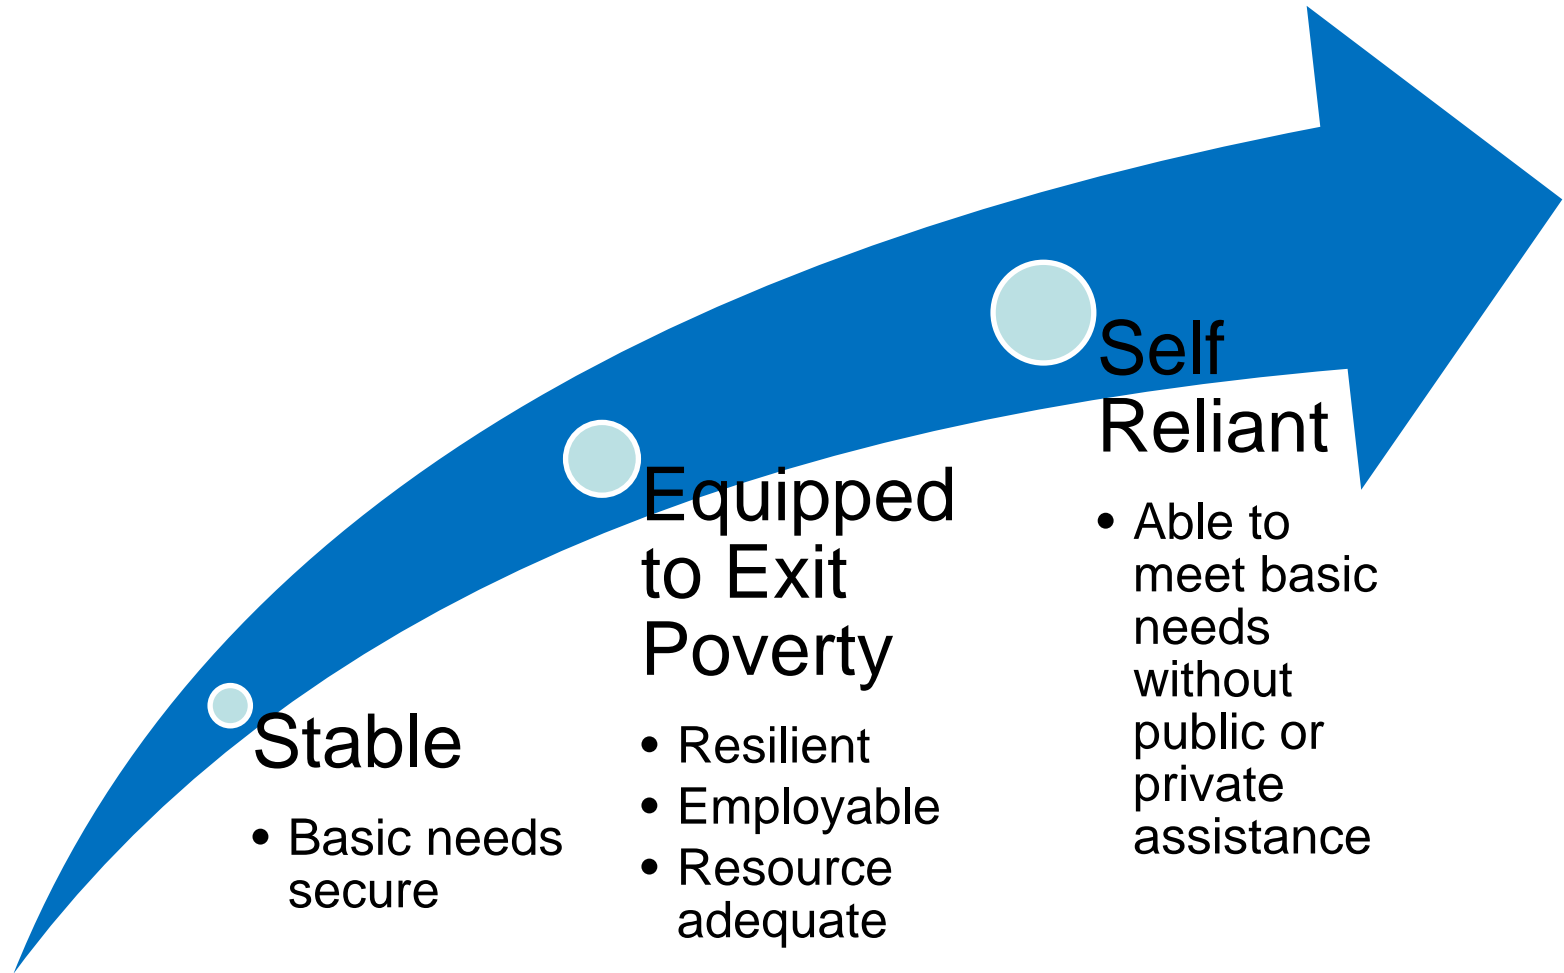 Stable
• Basic needs
secure
Equipped
to Exit
Poverty
• Resilient
• Employable
• Resource
adequate
Self
Reliant
• Able to
meet basic
needs
without
public or
private
assistance